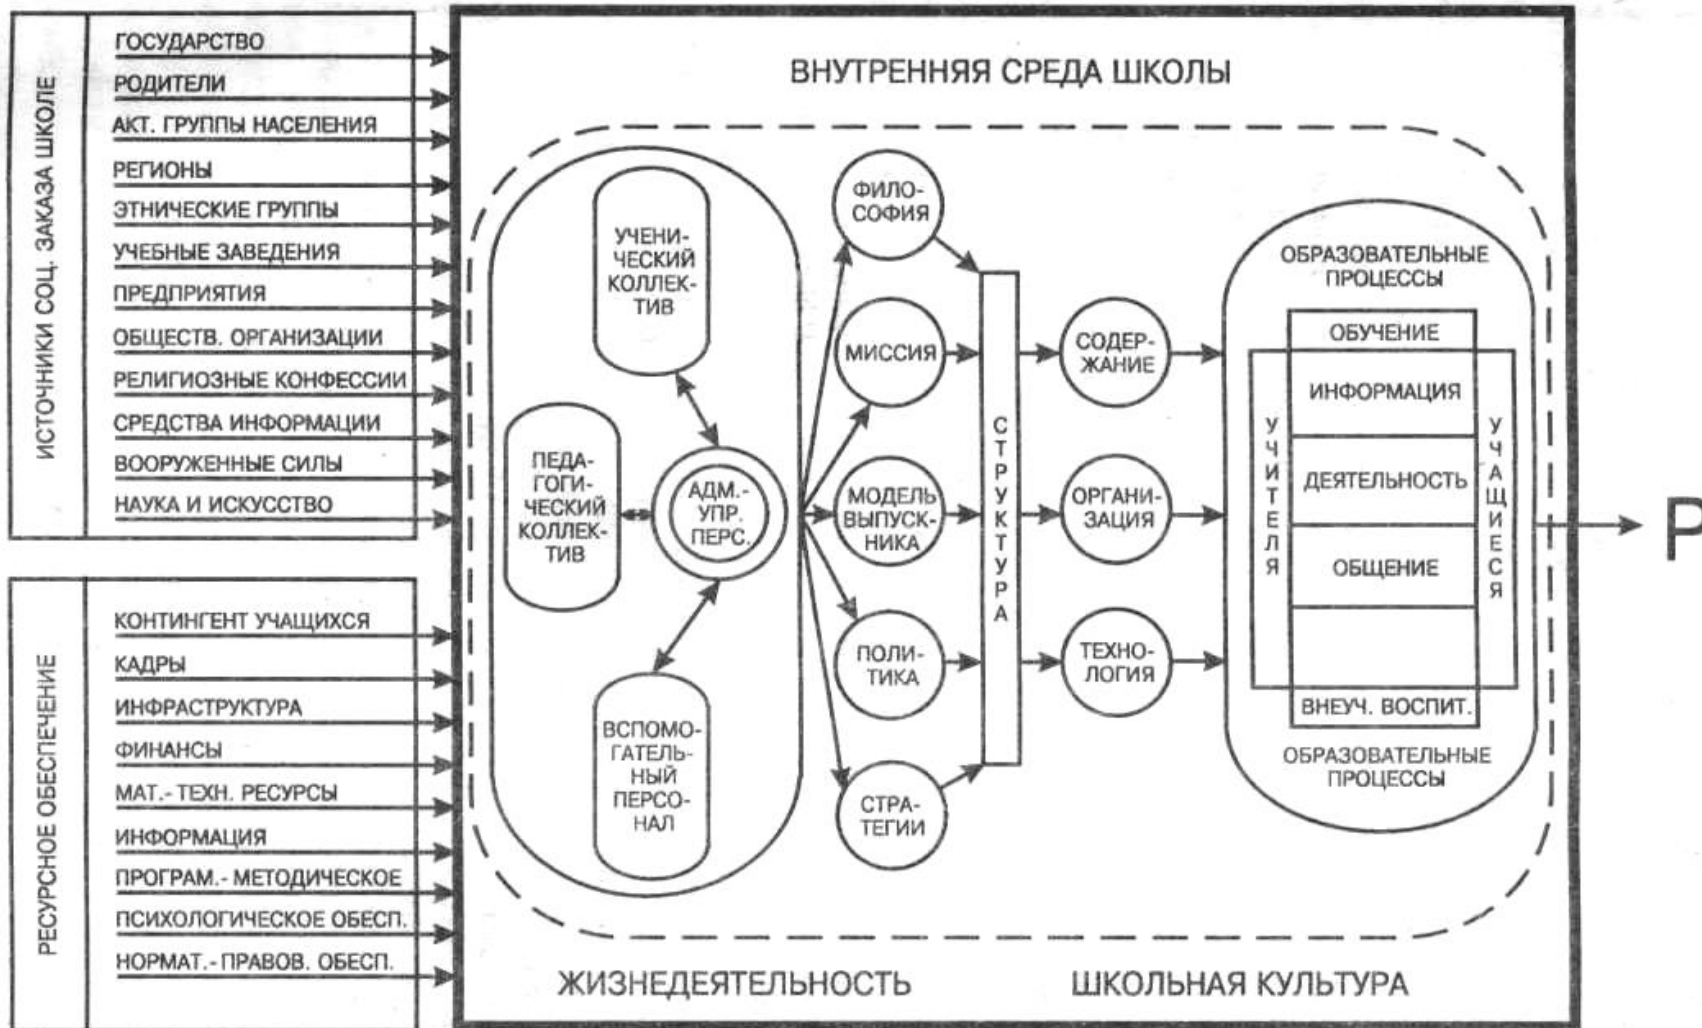 ИСТОЧНИКИ СОЦ. ЗАКАЗА ШКОЛЕ
ГОСУДАРСТВО
РОДИТЕЛИ
АКТ. ГРУППЫ НАСЕЛЕНИЯ
РЕГИОНЫ
ЭТНИЧЕСКИЕ ГРУППЫ
УЧЕБНЫЕ ЗАВЕДЕНИЯ
ПРЕДПРИЯТИЯ
ОБЩЕСТВ. ОРГАНИЗАЦИИ
РЕЛИГИОЗНЫЕ КОНФЕССИИ
СРЕДСТВА ИНФОРМАЦИИ
ВООРУЖЕННЫЕ СИЛЫ
НАУКА И ИСКУССТВО
РЕСУРСНОЕ ОБЕСПЕЧЕНИЕ
КОНТИНГЕНТ УЧАЩИХСЯ
КАДРЫ
ИНФРАСТРУКТУРА
ФИНАНСЫ
МАТ.- ТЕХН. РЕСУРСЫ
ИНФОРМАЦИЯ
ПРОГРАМ.- МЕТОДИЧЕСКОЕ
ПСИХОЛОГИЧЕСКОЕ ОБЕСП.
НОРМАТ.- ПРАВОВ. ОБЕСП.
ВНУТРЕННЯЯ СРЕДА ШКОЛЫ
УЧЕНИ-
ЧЕСКИЙ
КОЛЛЕК-
ТИВ
ПЕДА-
ГОГИ-
ЧЕСКИЙ
КОЛЛЕК-
ТИВ
АДМ.-
УПР.
ПЕРС.
ВСПОМО-
ГАТЕЛЬ-
НЫЙ
ПЕРСО-
НАЛ
ФИЛО-
СОФИЯ
МИССИЯ
МОДЕЛЬ
ВЫПУСК-
НИКА
ПОЛИ-
ТИКА
СТРА-
ТЕГИИ
СТРУКТУРА
СОДЕР-
ЖАНИЕ
ОРГАНИ-
ЗАЦИЯ
ТЕХНО-
ЛОГИЯ
ОБРАЗОВАТЕЛЬНЫЕ
ПРОЦЕССЫ
ОБУЧЕНИЕ
УЧИТЕЛЯ
ИНФОРМАЦИЯ
ДЕЯТЕЛЬНОСТЬ
ОБЩЕНИЕ
УЧАЩИЕСЯ
ВНЕУЧ. ВОСПИТ.
ОБРАЗОВАТЕЛЬНЫЕ
ПРОЦЕССЫ
Р
ЖИЗНЕДЕЯТЕЛЬНОСТЬ
ШКОЛЬНАЯ КУЛЬТУРА